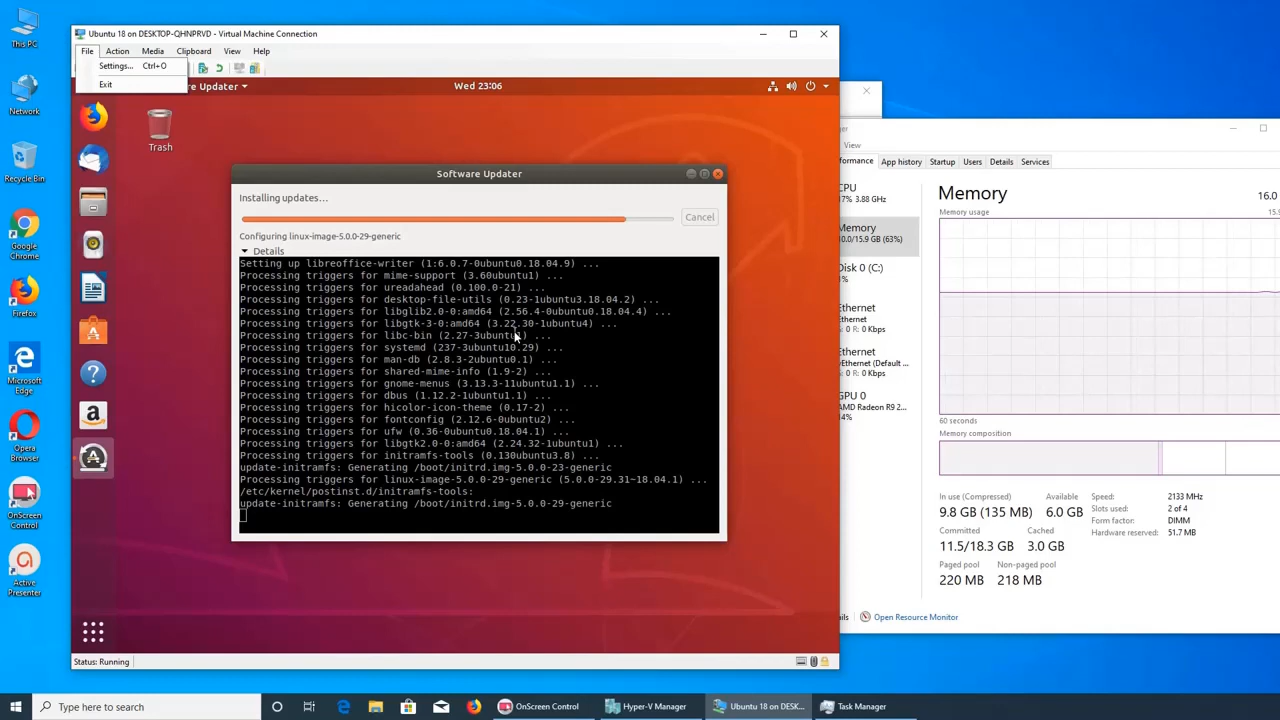 This PC
Network
Recycle Bin
Google
Chrome
Firefox
Microsoft
Edge
Opera
Browser
OnScreen
Control
Active
Presenter
Ubuntu 18 on DESKTOP-QHNPRVD - Virtual Machine Connection
File Action Media Clipboard View Help
Settings... Ctrl+O
Exit
re Updater
Wed 23:06
Trash
Software Updater
Installing updates…
Cancel
Configuring linux-image-5.0.0-29-generic
Details
Setting up libreoffice-writer (1:6.0.7-0ubuntu0.18.04.9) ...
Processing triggers for mime-support (3.60ubuntu1) ...
Processing triggers for ureadahead (0.100.0-21) ...
Processing triggers for desktop-file-utils (0.23-1ubuntu3.18.04.2) ...
Processing triggers for libglib2.0-0:amd64 (2.56.4-0ubuntu0.18.04.4) ...
Processing triggers for libgtk-3-0:amd64 (3.22.30-1ubuntu4) ...
Processing triggers for libc-bin (2.27-3ubuntu1) ...
Processing triggers for systemd (237-3ubuntu10.29) ...
Processing triggers for man-db (2.8.3-2ubuntu0.1) ...
Processing triggers for shared-mime-info (1.9-2) ...
Processing triggers for gnome-menus (3.13.3-11ubuntu1.1) ...
Processing triggers for dbus (1.12.2-1ubuntu1.1) ...
Processing triggers for hicolor-icon-theme (0.17-2) ...
Processing triggers for fontconfig (2.12.6-0ubuntu2) ...
Processing triggers for ufw (0.36-0ubuntu0.18.04.1) ...
Processing triggers for libgtk2.0-0:amd64 (2.24.32-1ubuntu1) ...
Processing triggers for initramfs-tools (0.130ubuntu3.8) ...
update-initramfs: Generating /boot/initrd.img-5.0.0-23-generic
Processing triggers for linux-image-5.0.0-29-generic (5.0.0-29.31~18.04.1) ...
/etc/kernel/postinst.d/initramfs-tools:
update-initramfs: Generating /boot/initrd.img-5.0.0-29-generic
Status: Running
ger
View
formance App history Startup Users Details Services
CPU
17% 3.88 GHz
Memory
10.0/15.9 GB (63%)
Disk 0 (C:)
Ethernet
R: 0 Kbps
Ethernet
vEthernet (Default ...
R: 0 Kbps
GPU 0
AMD Radeon R9 2...
14%
Memory 16.0
Memory usage 15.9
60 seconds
Memory composition
In use (Compressed) Available
9.8 GB (135 MB) 6.0 GB
Committed Cached
11.5/18.3 GB 3.0 GB
Paged pool Non-paged pool
220 MB 218 MB
Speed: 2133 MHz
Slots used: 2 of 4
Form factor: DIMM
Hardware reserved: 51.7 MB
ils
Open Resource Monitor
Type here to search
OnScreen Control
Hyper-V Manager
Ubuntu 18 on DESK...
Task Manager